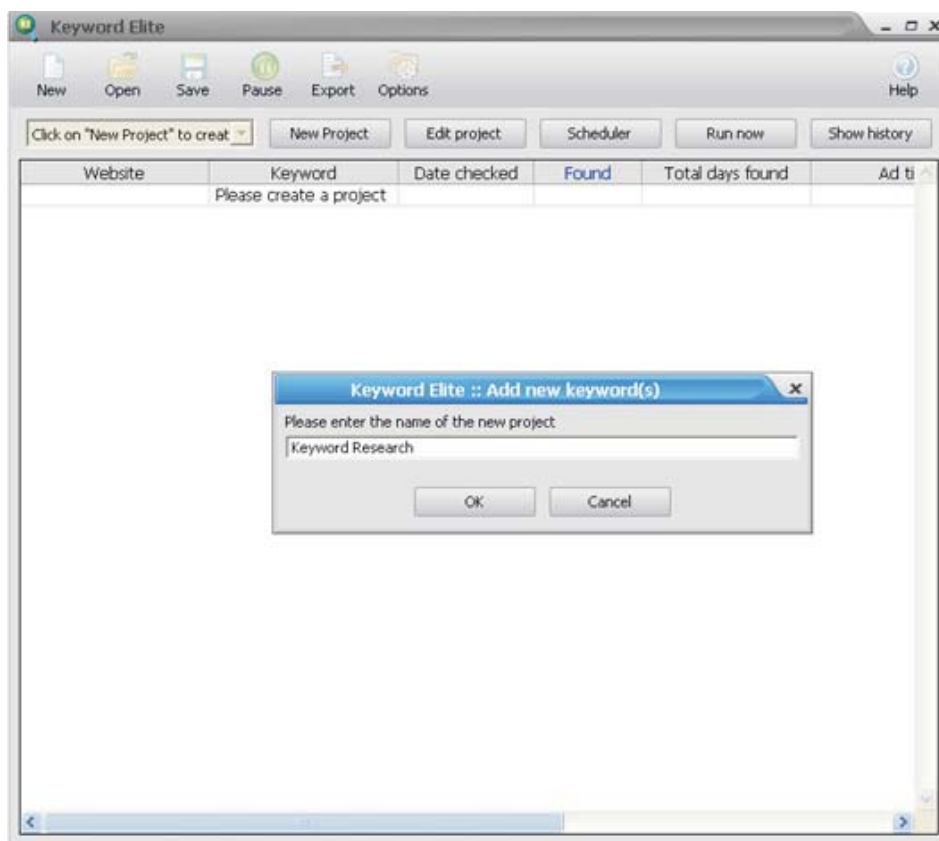 Keyword Elite
New Open Save Pause Export Options Help
Click on "New Project" to creat New Project Edit project Scheduler Run now Show history
Website Keyword Date checked Found Total days found Ad ti
Please create a project
Keyword Elite :: Add new keyword(s)
Please enter the name of the new project
Keyword Research
OK Cancel